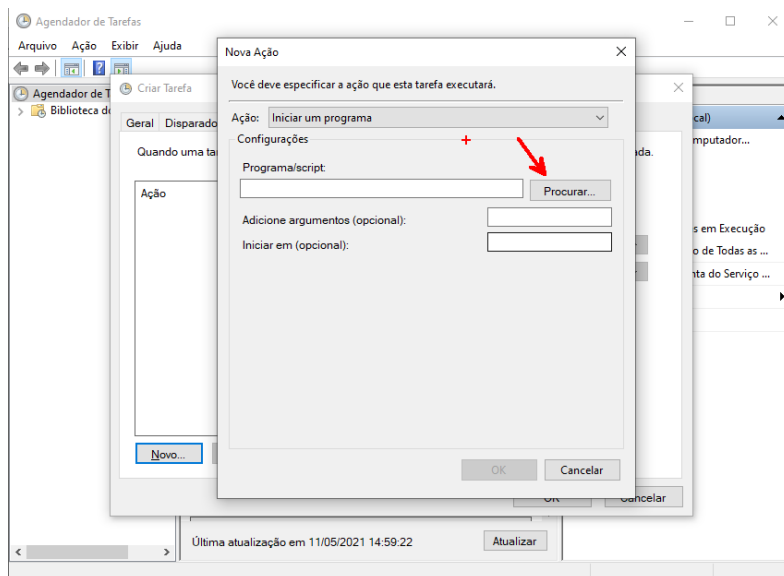 Agendador de Tarefas
Arquivo Ação Exibir Ajuda
Agendador de T
Biblioteca d
Criar Tarefa
Geral Disparado
Quando uma ta
Ação
Novo...
Nova Ação
Você deve especificar a ação que esta tarefa executará.
Ação: Iniciar um programa
Configurações
Programa/script:
Procurar...
Adicione argumentos (opcional):
Iniciar em (opcional):
OK Cancelar
ada.
OK Cancelar
cal)
mputador...
s em Execução
o de Todas as ...
nta do Serviço ...
Última atualização em 11/05/2021 14:59:22
Atualizar